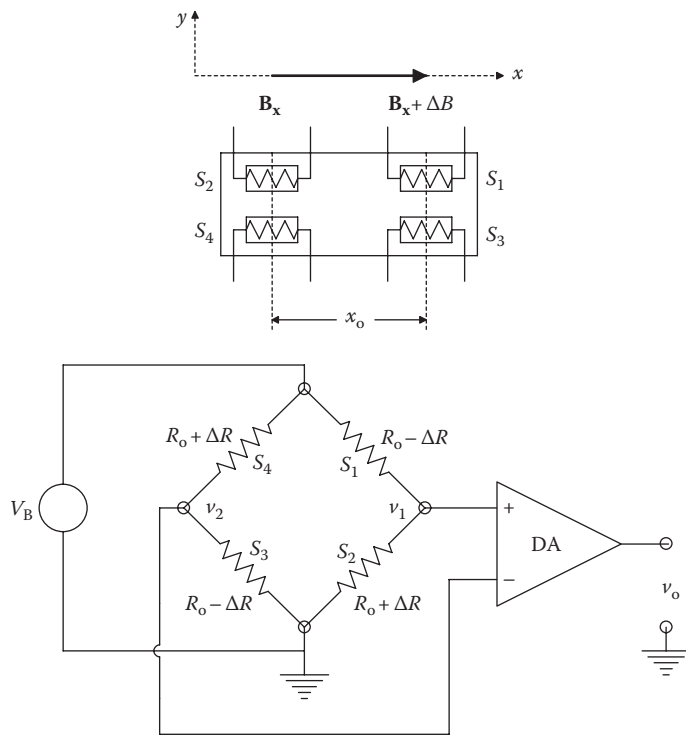 y
x
Bx Bx + ΔB
S2 S1
S4 S3
xo
Ro + ΔR Ro − ΔR
S4 S1
VB v2 v1 + DA
S3 S2 −
Ro − ΔR Ro + ΔR vo